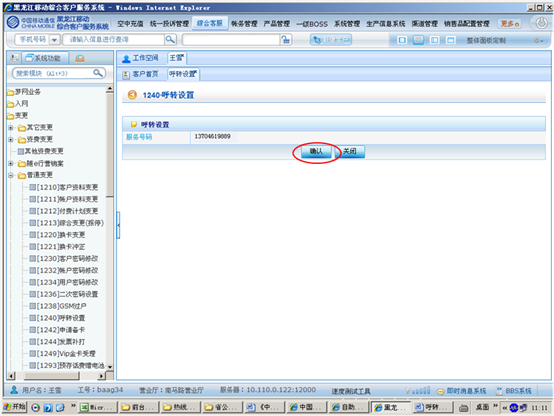 黑龙江移动综合客户服务系统 - Windows Internet Explorer
中国移动通信 CHINA MOBILE 黑龙江移动 综合客户服务系统
空中充值 统一投诉管理 综合客服 帐务管理 产品管理 一级BOSS 系统管理 生产信息系统 渠道管理 销售品配置管理 更多
手机号码 请输入信息进行查询 整体面板定制
系统功能
搜索模块 (Alt+3)
梦网业务
入网
变更
其它变更
资费变更
其他资费变更
随e行营销案
普通变更
[1210]客户资料变更
[1211]帐户资料变更
[1212]付费计划变更
[1213]综合变更(拆停)
[1220]换卡变更
[1221]换卡冲正
[1230]客户密码修改
[1232]帐户密码修改
[1234]用户密码修改
[1236]二次密码设置
[1238]GSM过户
[1240]呼转设置
[1242]申请备卡
[1244]发票补打
[1249]Vip金卡受理
[1293]预存话费赠电池
工作空间 王雪
客户首页 呼转设置
1240-呼转设置
呼转设置
服务号码 13704619889
确认 关闭
用户名：王雪 工号：baag34 营业厅：南马路营业厅 服务器：10.110.0.122:12000 速度测试工具 即时消息系统 BBS系统
开始 Micr... 前台... 热线... 省公... 《中... 中国... 自助... 黑龙... 呼转... 桌面 11:11